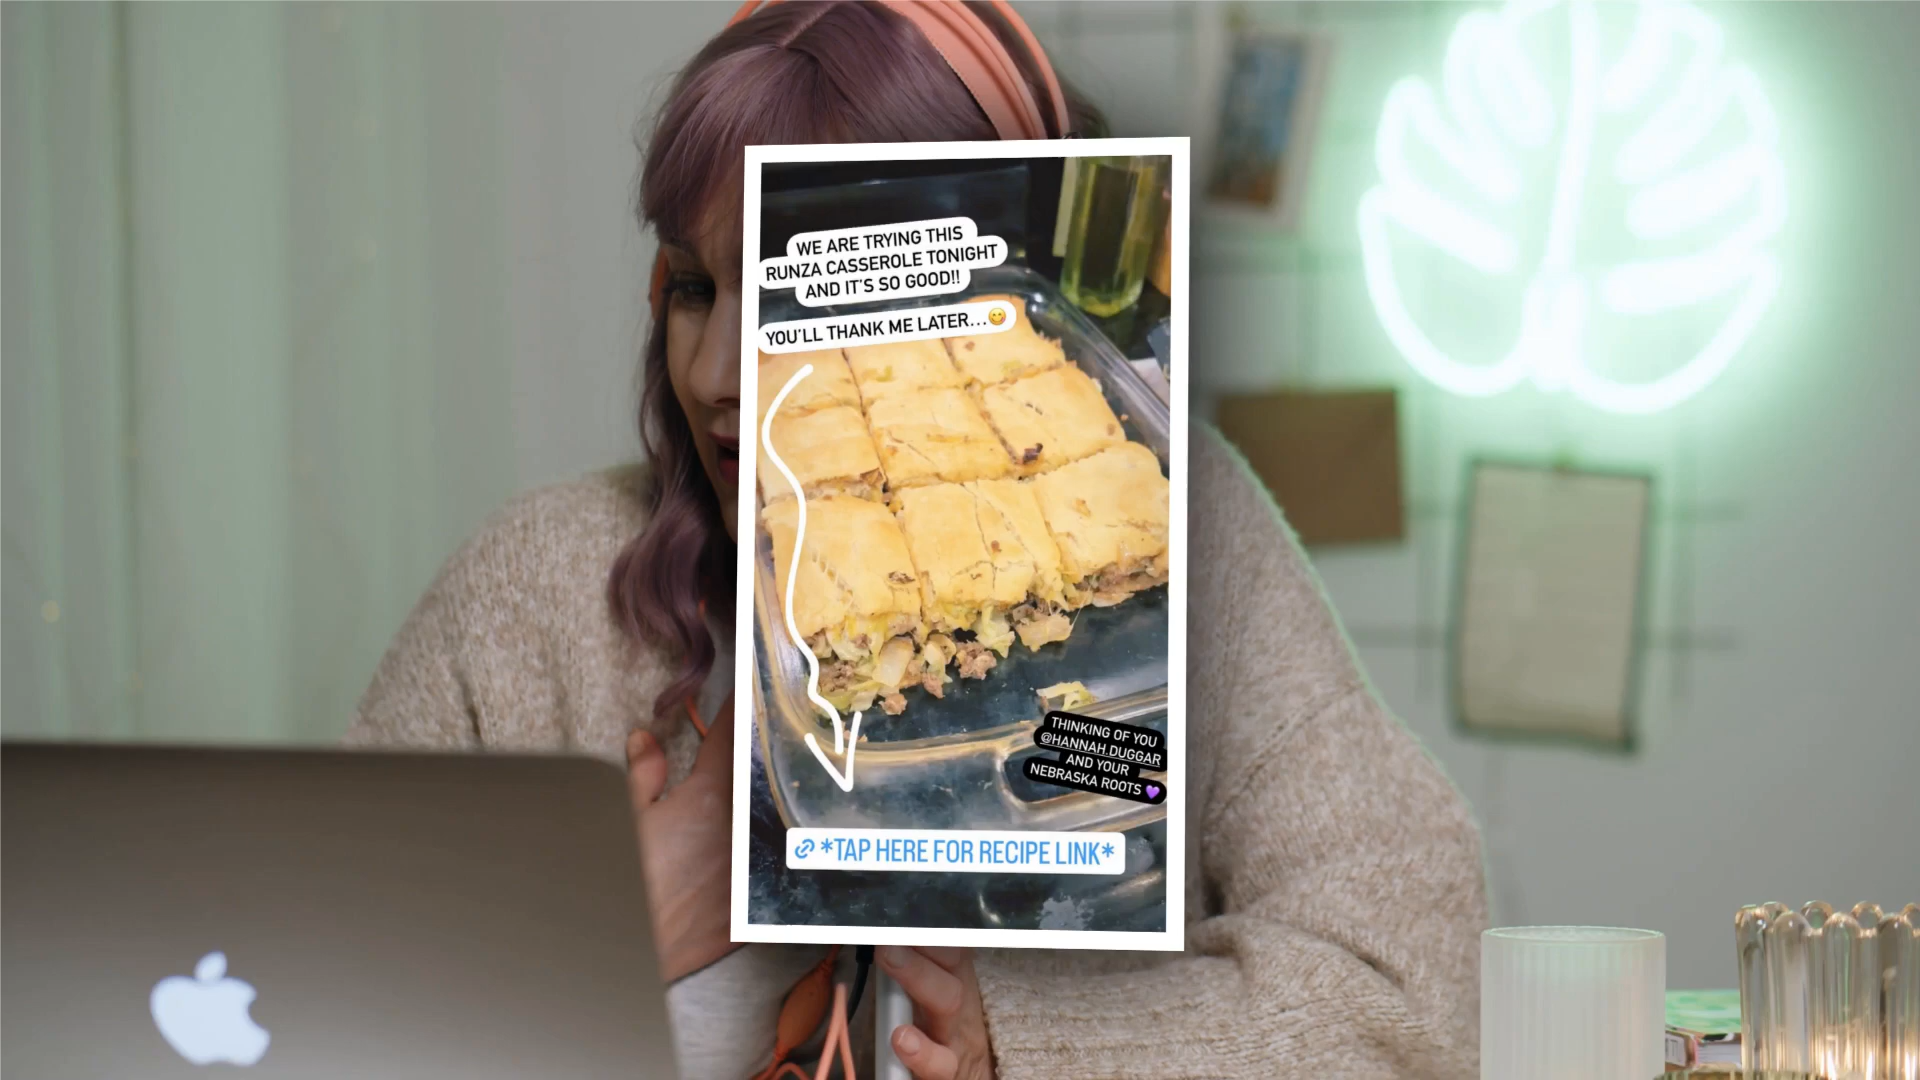 WE ARE TRYING THIS
RUNZA CASSEROLE TONIGHT
AND IT'S SO GOOD!!
YOU'LL THANK ME LATER...😋
THINKING OF YOU
@HANNAH.DUGGAR
AND YOUR
NEBRASKA ROOTS 💜
*TAP HERE FOR RECIPE LINK*